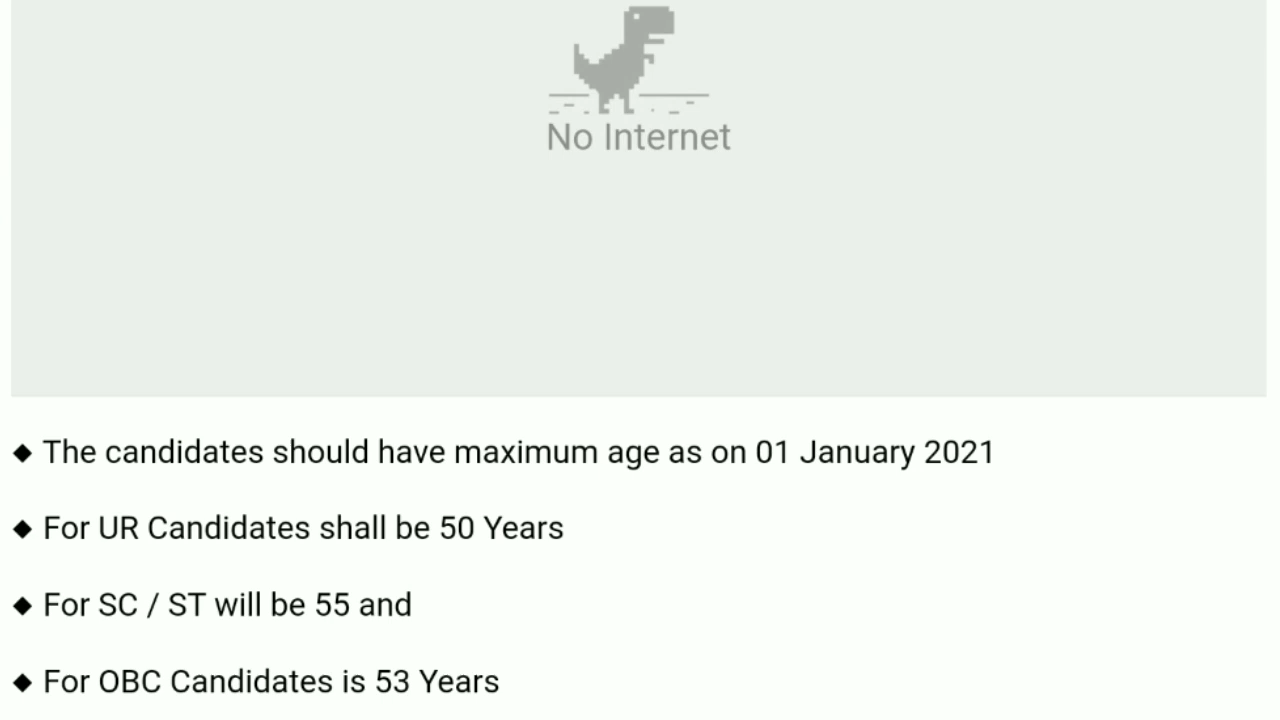 No Internet
◆ The candidates should have maximum age as on 01 January 2021
◆ For UR Candidates shall be 50 Years
◆ For SC / ST will be 55 and
◆ For OBC Candidates is 53 Years